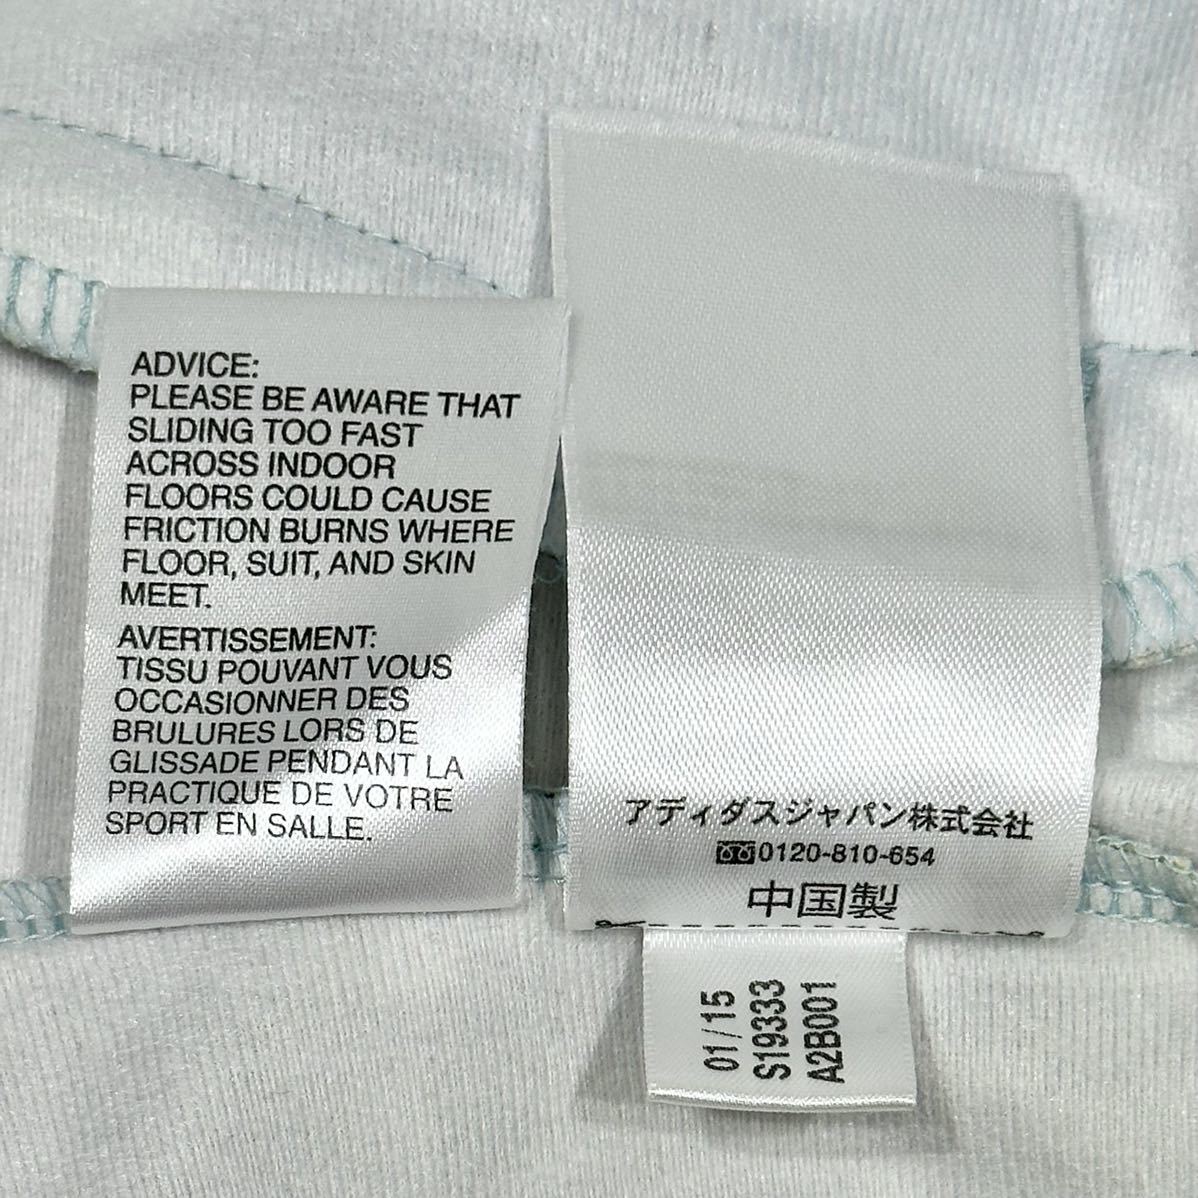 ADVICE:
PLEASE BE AWARE THAT
SLIDING TOO FAST
ACROSS INDOOR
FLOORS COULD CAUSE
FRICTION BURNS WHERE
FLOOR, SUIT, AND SKIN
MEET.
AVERTISSEMENT:
TISSU POUVANT VOUS
OCCASIONNER DES
BRULURES LORS DE
GLISSADE PENDANT LA
PRACTIQUE DE VOTRE
SPORT EN SALLE.
アディダスジャパン株式会社
0120-810-654
中国製
01/15
S19333
A2B001